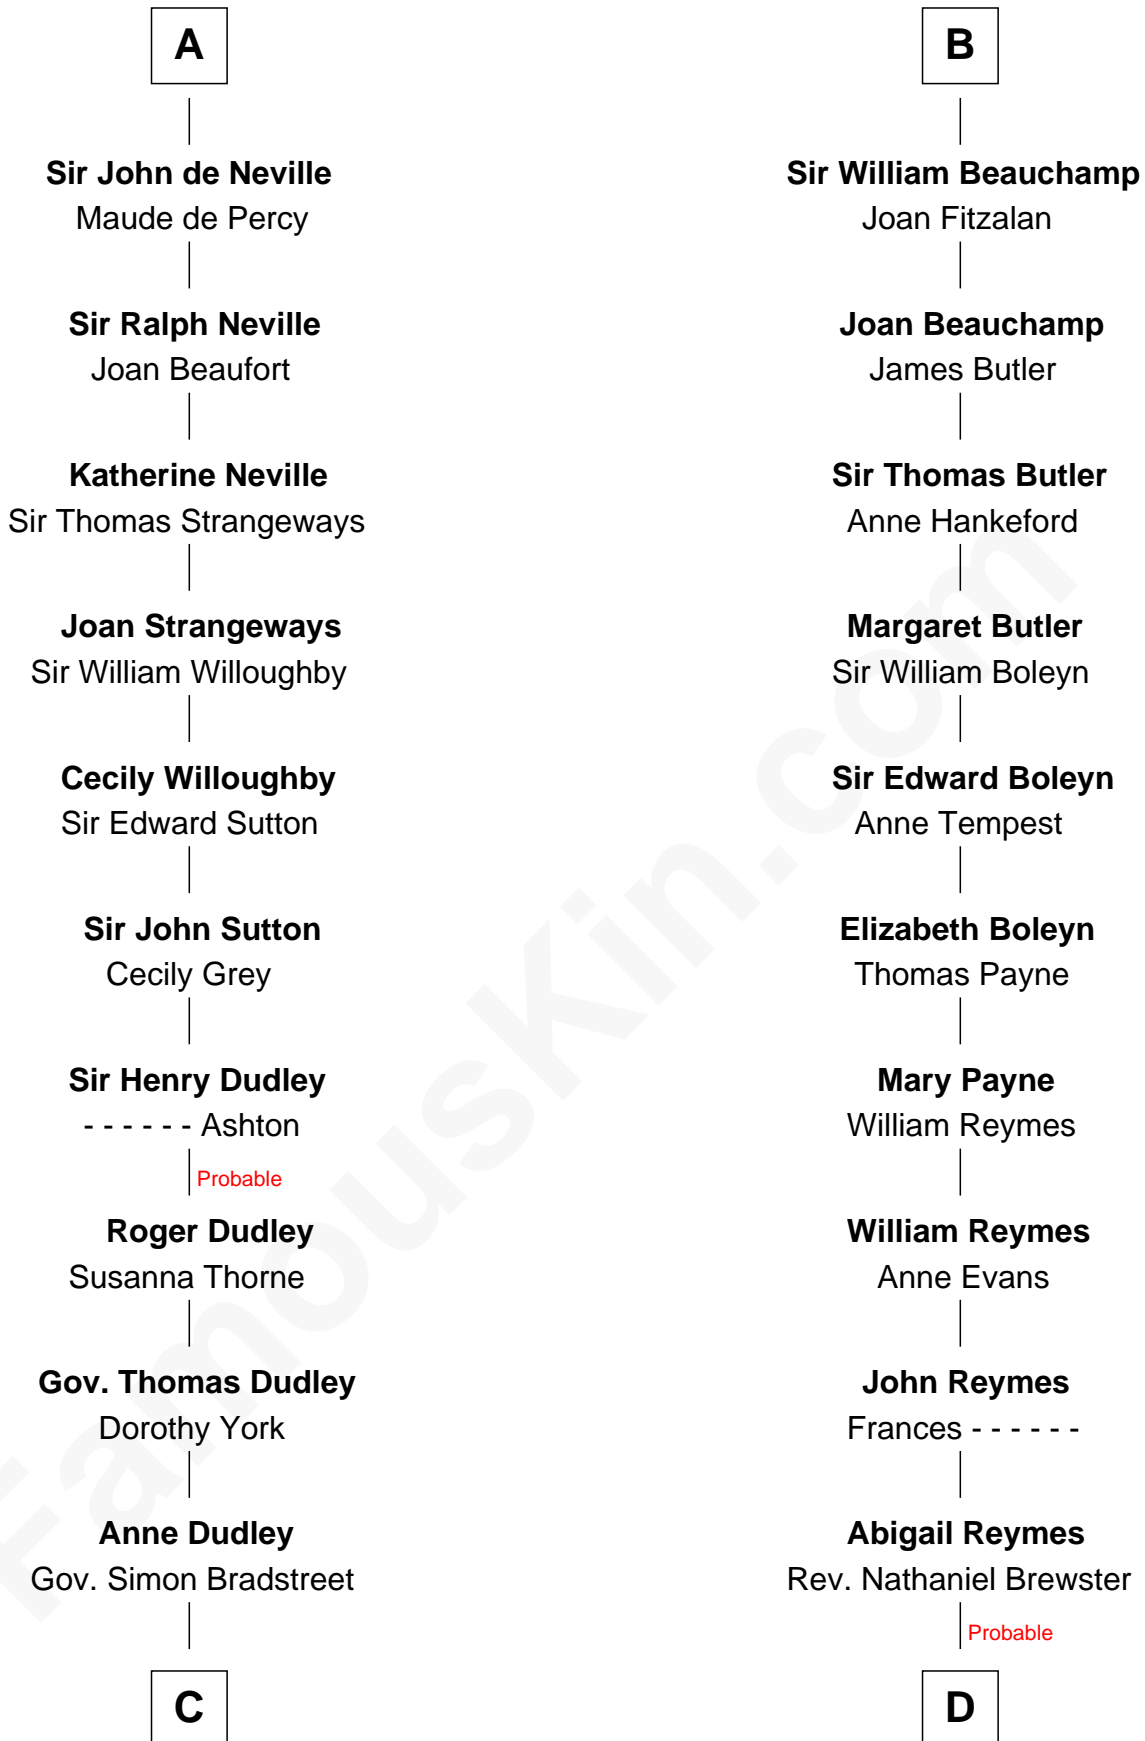 A
Sir John de Neville
Maude de Percy
Sir Ralph Neville
Joan Beaufort
Katherine Neville
Sir Thomas Strangeways
Joan Strangeways
Sir William Willoughby
Cecily Willoughby
Sir Edward Sutton
Sir John Sutton
Cecily Grey
Sir Henry Dudley
- - - - - - Ashton
Probable
Roger Dudley
Susanna Thorne
Gov. Thomas Dudley
Dorothy York
Anne Dudley
Gov. Simon Bradstreet
C
B
Sir William Beauchamp
Joan Fitzalan
Joan Beauchamp
James Butler
Sir Thomas Butler
Anne Hankeford
Margaret Butler
Sir William Boleyn
Sir Edward Boleyn
Anne Tempest
Elizabeth Boleyn
Thomas Payne
Mary Payne
William Reymes
William Reymes
Anne Evans
John Reymes
Frances - - - - - -
Abigail Reymes
Rev. Nathaniel Brewster
Probable
D
FamousKin.com